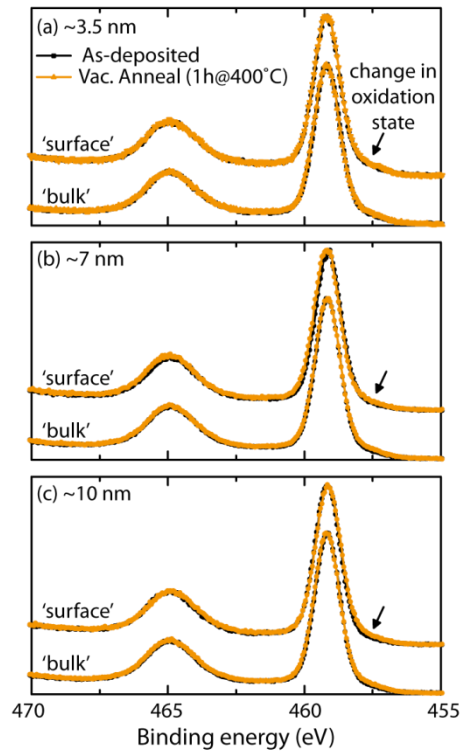 (a) ~3.5 nm
As-deposited
Vac. Anneal (1h@400˚C)
change in
oxidation
state
'surface'
'bulk'
(b) ~7 nm
'surface'
'bulk'
(c) ~10 nm
'surface'
'bulk'
470 465 460 455
Binding energy (eV)